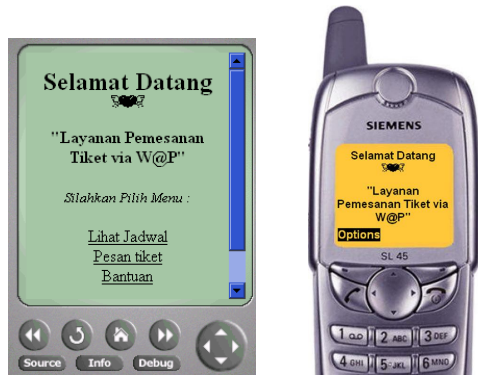 Selamat Datang
"Layanan Pemesanan
Tiket via W@P"
Silahkan Pilih Menu :
Lihat Jadwal
Pesan tiket
Bantuan
Source
Info
Debug
SIEMENS
Selamat Datang
"Layanan
Pemesanan Tiket via
W@P"
Options
SL 45
1
2 ABC
3 DEF
4 GHI
5 JKL
6 MNO